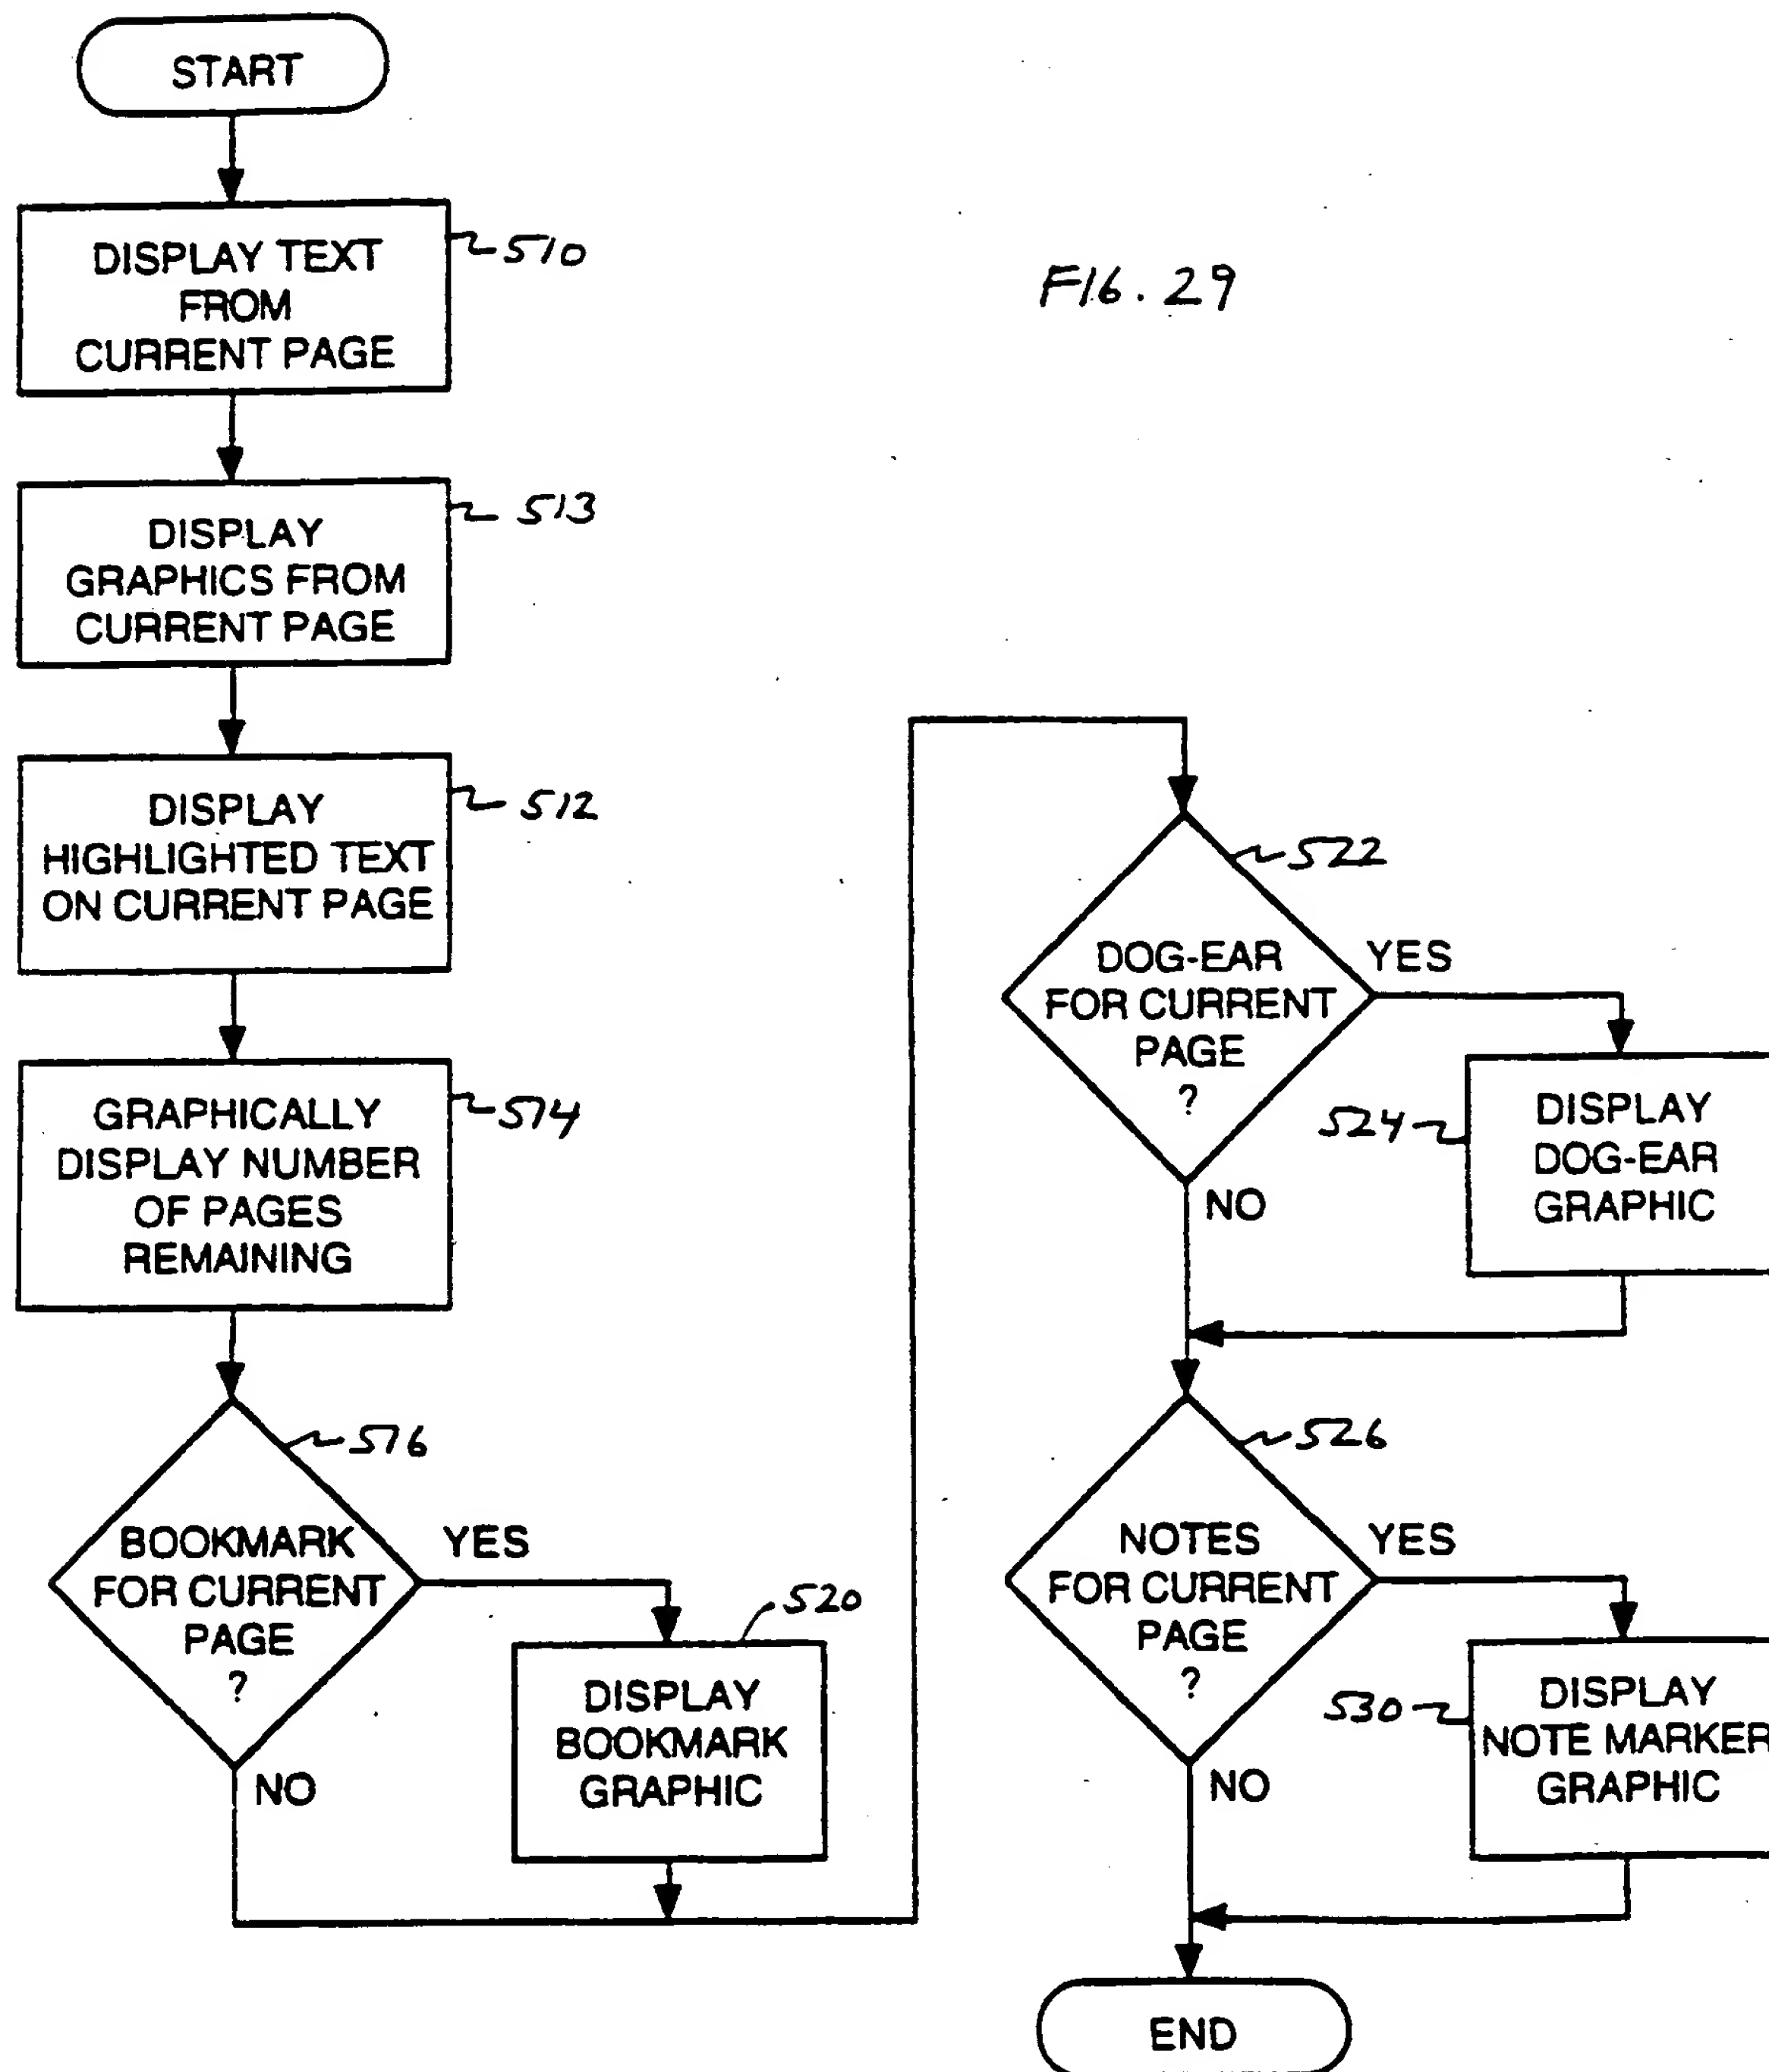 START
DISPLAY TEXT
FROM
CURRENT PAGE
510
DISPLAY
GRAPHICS FROM
CURRENT PAGE
513
DISPLAY
HIGHLIGHTED TEXT
ON CURRENT PAGE
512
GRAPHICALLY
DISPLAY NUMBER
OF PAGES
REMAINING
514
BOOKMARK
FOR CURRENT
PAGE
?
516
YES
NO
520
DISPLAY
BOOKMARK
GRAPHIC
FIG. 29
522
DOG-EAR
FOR CURRENT
PAGE
?
YES
NO
524
DISPLAY
DOG-EAR
GRAPHIC
526
NOTES
FOR CURRENT
PAGE
?
YES
NO
530
DISPLAY
NOTE MARKER
GRAPHIC
END